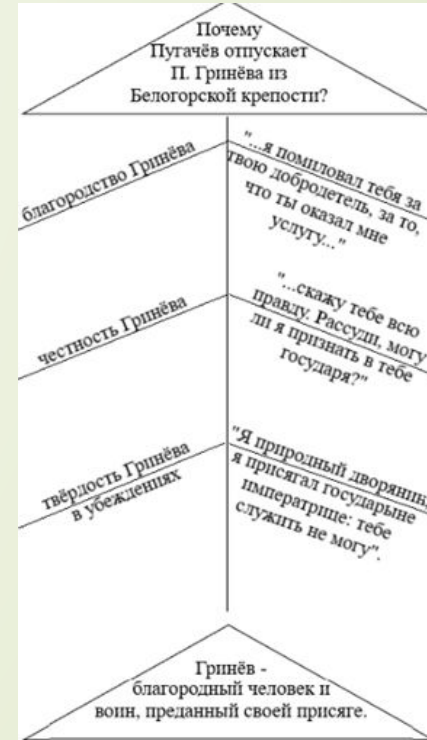 Почему
Пугачёв отпускает
П. Гринёва из
Белогорской крепости?
благородство Гринёва
"...я помиловал тебя за
твою добродетель, за то,
что ты оказал мне
услугу..."
честность Гринёва
"...скажу тебе всю
правду. Рассуди, могу
ли я признать в тебе
государя?"
твёрдость Гринёва
в убеждениях
"Я природный дворянин,
я присягал государыне
императрице: тебе
служить не могу".
Гринёв -
благородный человек и
воин, преданный своей присяге.